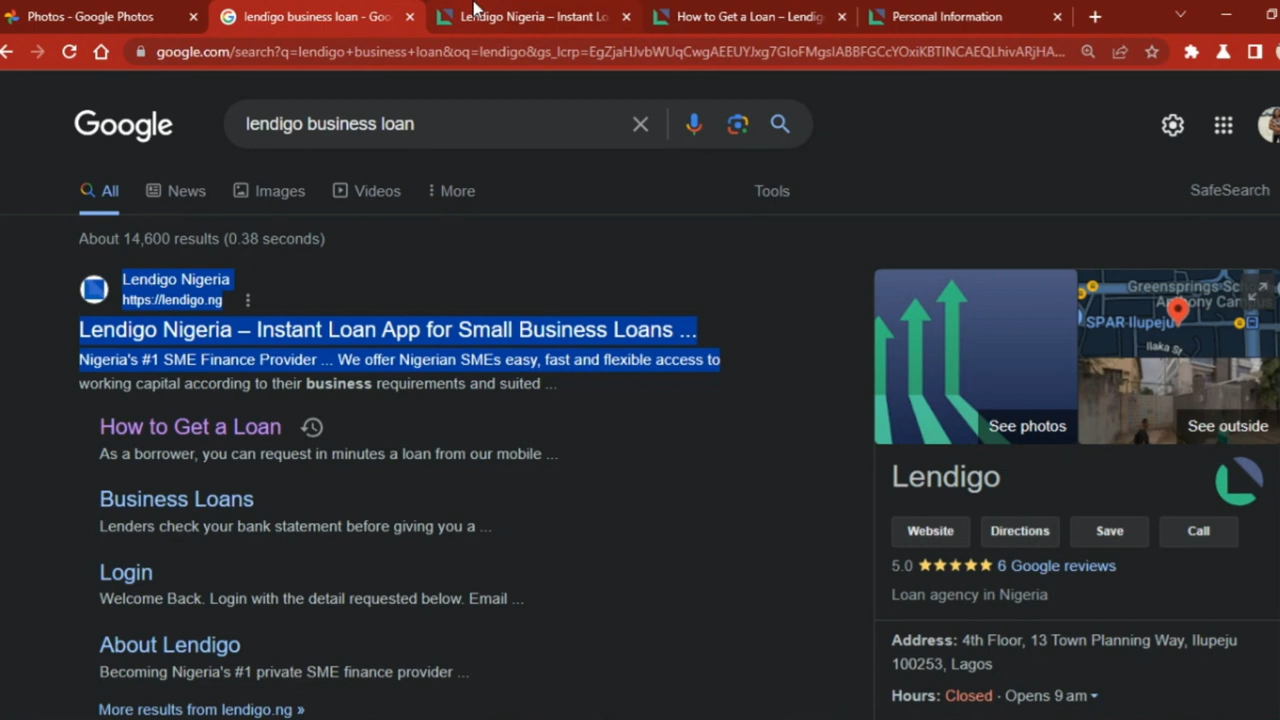 Photos - Google Photos
lendigo business loan - Goo
Lendigo Nigeria – Instant Lo
How to Get a Loan – Lendig
Personal Information
google.com/search?q=lendigo+business+loan&oq=lendigo&gs_lcrp=EgZjaHJvbWUqCwgAEEUYJxg7GIoFMgsIABBFGCcYOxiKBTINCAEQLhivARjHA...
Google
lendigo business loan
All
News
Images
Videos
More
Tools
SafeSearch
About 14,600 results (0.38 seconds)
Lendigo Nigeria
https://lendigo.ng
Lendigo Nigeria – Instant Loan App for Small Business Loans ...
Nigeria's #1 SME Finance Provider ... We offer Nigerian SMEs easy, fast and flexible access to
working capital according to their business requirements and suited ...
How to Get a Loan
As a borrower, you can request in minutes a loan from our mobile ...
Business Loans
Lenders check your bank statement before giving you a ...
Login
Welcome Back. Login with the detail requested below. Email ...
About Lendigo
Becoming Nigeria's #1 private SME finance provider ...
More results from lendigo.ng »
Greensprings Scho
Anthony Campus
SPAR Ilupeju
Ilaka St
See photos
See outside
Lendigo
Website
Directions
Save
Call
5.0
6 Google reviews
Loan agency in Nigeria
Address: 4th Floor, 13 Town Planning Way, Ilupeju
100253, Lagos
Hours: Closed · Opens 9 am